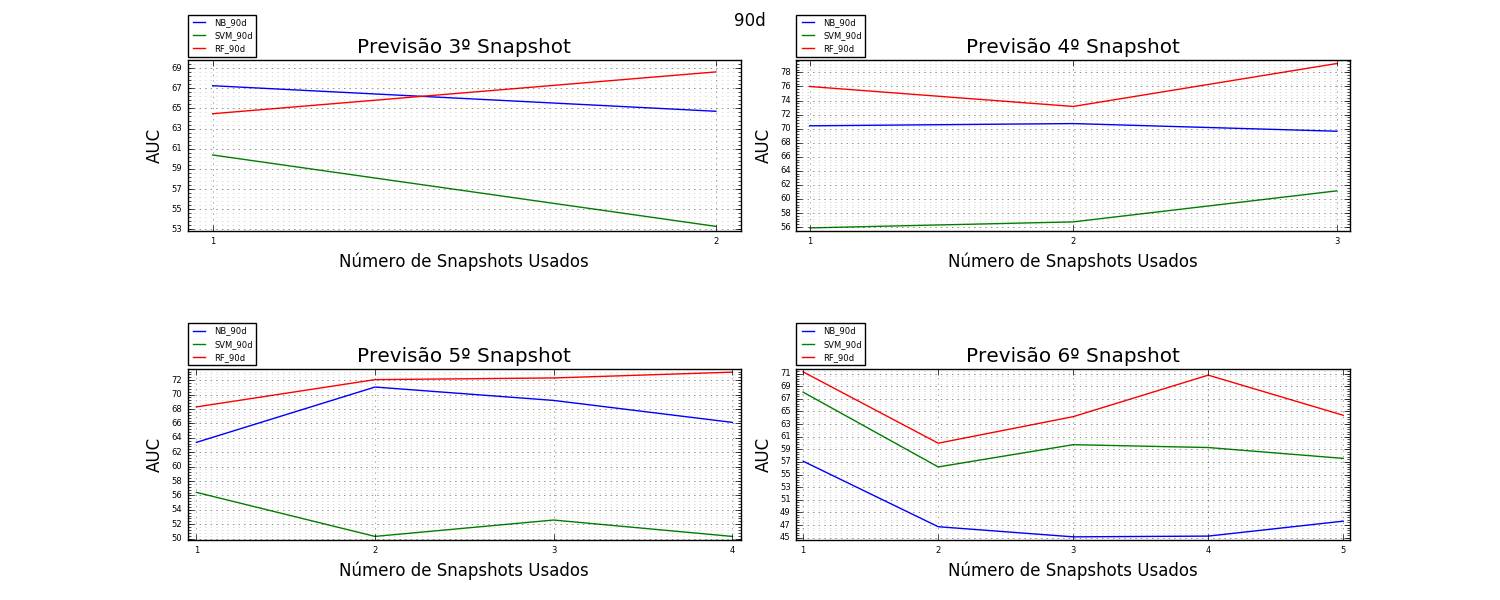 90d
NB_90d
SVM_90d
RF_90d
Previsão 3º Snapshot
AUC
69
67
65
63
61
59
57
55
53
1 2
Número de Snapshots Usados
NB_90d
SVM_90d
RF_90d
Previsão 4º Snapshot
AUC
78
76
74
72
70
68
66
64
62
60
58
56
1 2 3
Número de Snapshots Usados
NB_90d
SVM_90d
RF_90d
Previsão 5º Snapshot
AUC
72
70
68
66
64
62
60
58
56
54
52
50
1 2 3 4
Número de Snapshots Usados
NB_90d
SVM_90d
RF_90d
Previsão 6º Snapshot
AUC
71
69
67
65
63
61
59
57
55
53
51
49
47
45
1 2 3 4 5
Número de Snapshots Usados